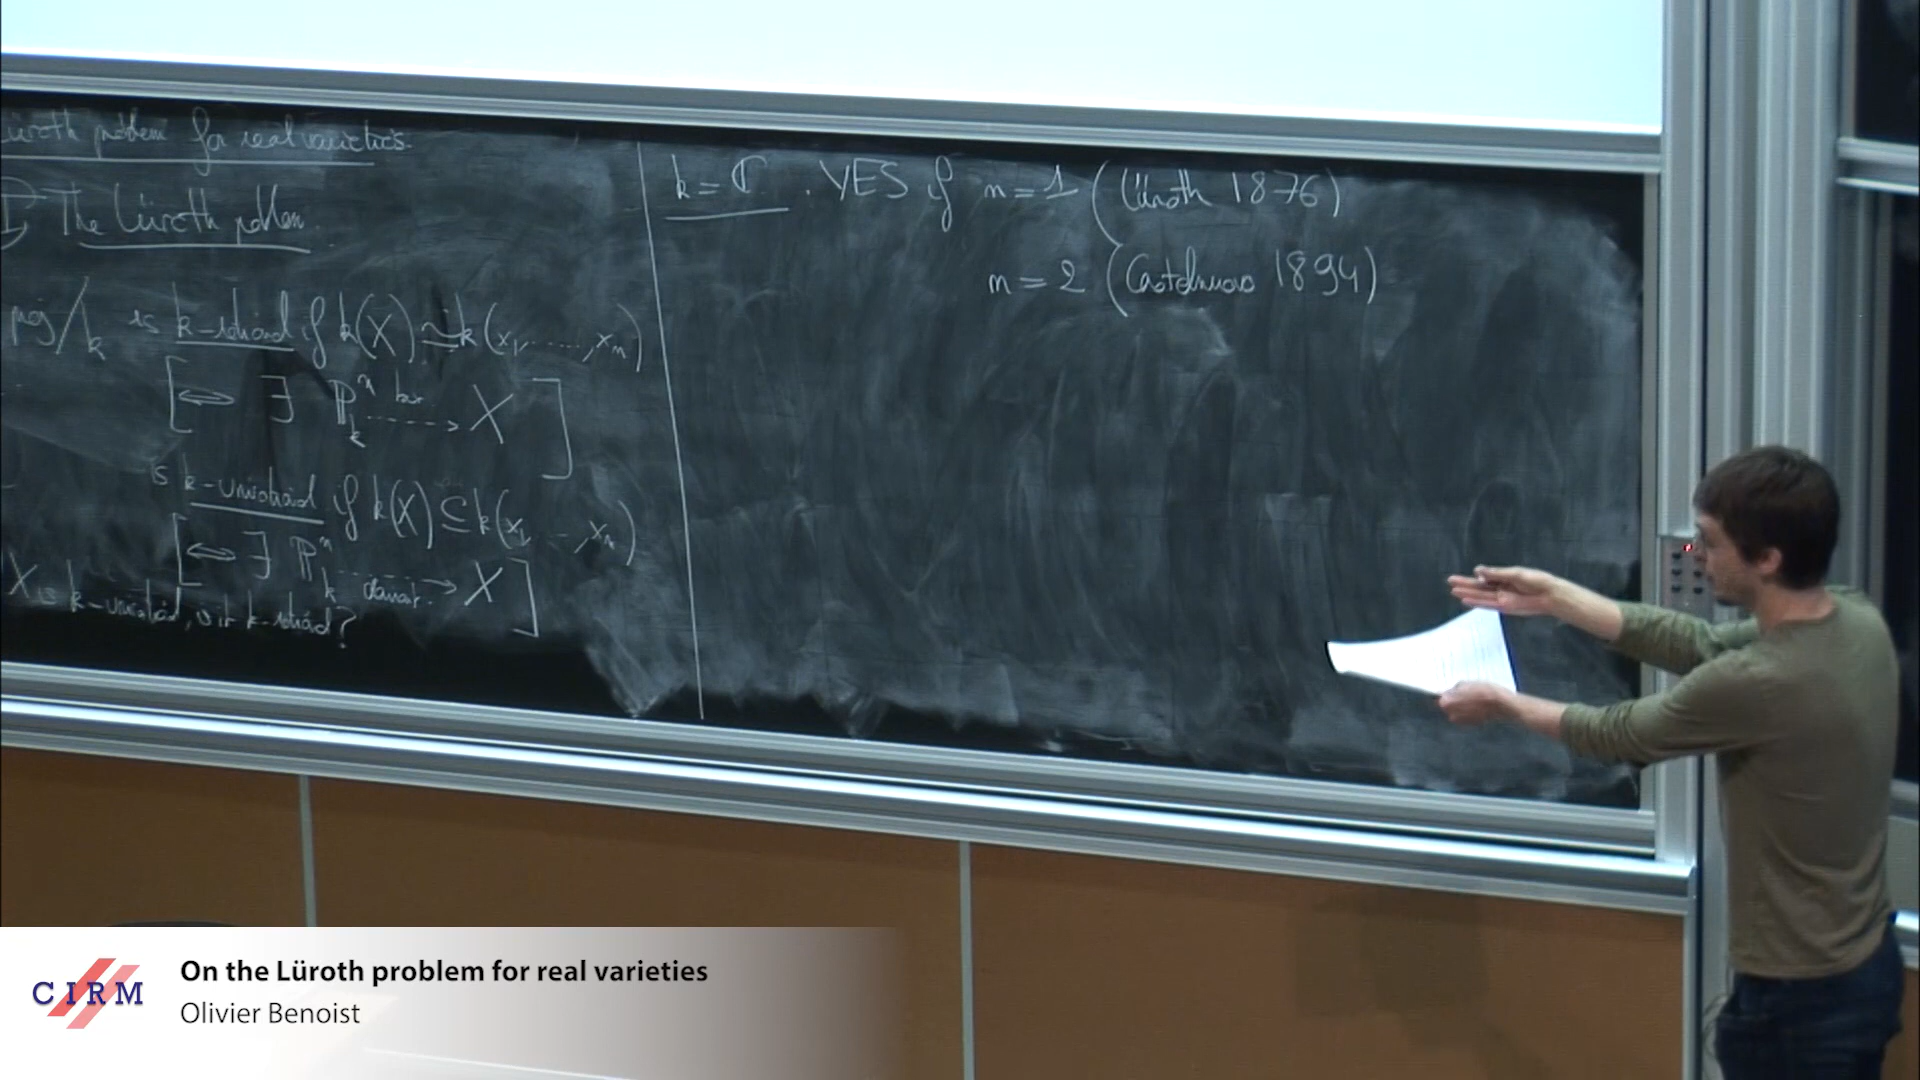 üroth problem for real varieties.
I) The Lüroth problem.
proj/k is k-rational if k(X) ≃ k(x₁, ....., xₙ)
[⟺ ∃ ℙⁿₖ bir ⇢ X]
is k-unirational if k(X) ⊆ k(x₁, .., xₙ)
[⟺ ∃ ℙⁿₖ dominant ⇢ X]
X is k-unirational, is it k-rational?
k = ℂ . YES if n = 1 (Lüroth 1876)
n = 2 (Castelnuovo 1894)
CIRM
On the Lüroth problem for real varieties
Olivier Benoist